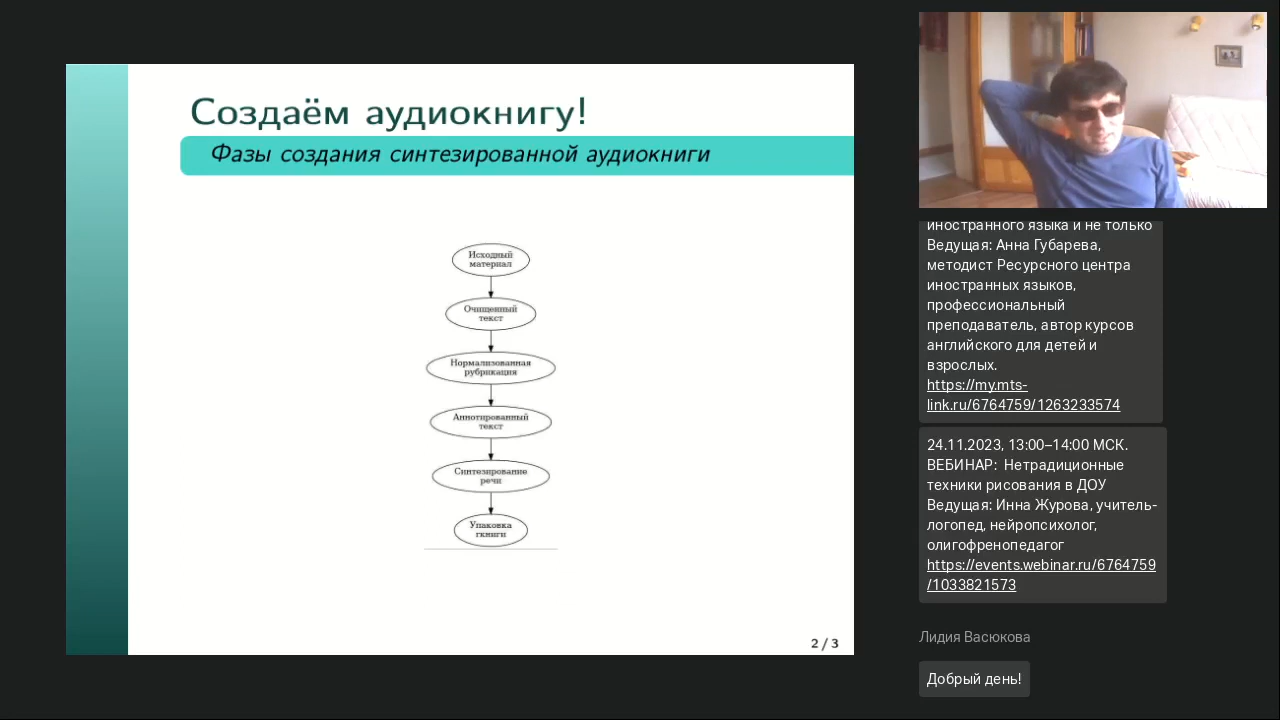 Создаём аудиокнигу!
Фазы создания синтезированной аудиокниги
Исходный
материал
Очищенный
текст
Нормализованная
рубрикация
Аннотированный
текст
Синтезирование
речи
Упаковка
гкниги
2 / 3
иностранного языка и не только
Ведущая: Анна Губарева,
методист Ресурсного центра
иностранных языков,
профессиональный
преподаватель, автор курсов
английского для детей и
взрослых.
https://my.mts-
link.ru/6764759/1263233574
24.11.2023, 13:00–14:00 МСК.
ВЕБИНАР: Нетрадиционные
техники рисования в ДОУ
Ведущая: Инна Журова, учитель-
логопед, нейропсихолог,
олигофренопедагог
https://events.webinar.ru/6764759
/1033821573
Лидия Васюкова
Добрый день!